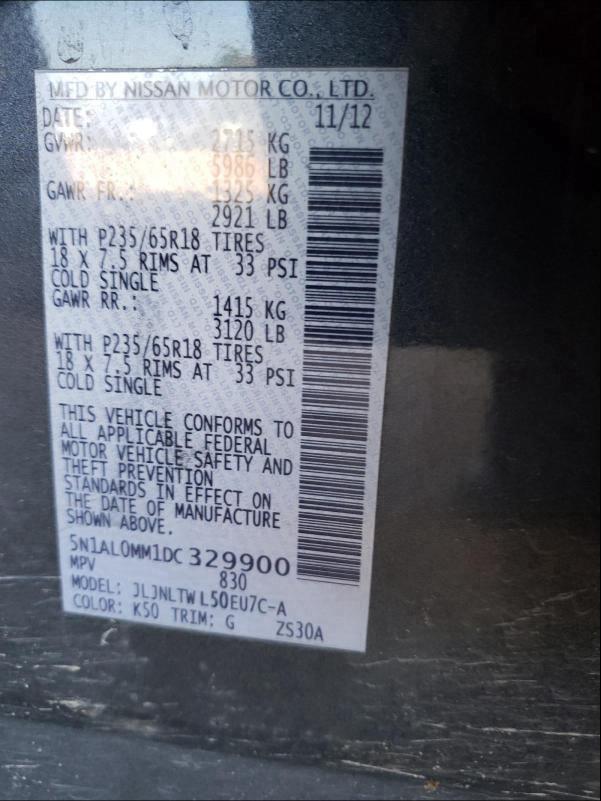 MFD BY NISSAN MOTOR CO., LTD.
DATE: 11/12
GVWR: 2715 KG
5986 LB
GAWR FR.: 1325 KG
2921 LB
WITH P235/65R18 TIRES
18 X 7.5 RIMS AT 33 PSI
COLD SINGLE
GAWR RR.: 1415 KG
3120 LB
WITH P235/65R18 TIRES
18 X 7.5 RIMS AT 33 PSI
COLD SINGLE
THIS VEHICLE CONFORMS TO
ALL APPLICABLE FEDERAL
MOTOR VEHICLE SAFETY AND
THEFT PREVENTION
STANDARDS IN EFFECT ON
THE DATE OF MANUFACTURE
SHOWN ABOVE.
5N1AL0MM1DC 329900
MPV 830
MODEL: JLJNLTWL50EU7C-A
COLOR: K50 TRIM: G ZS30A